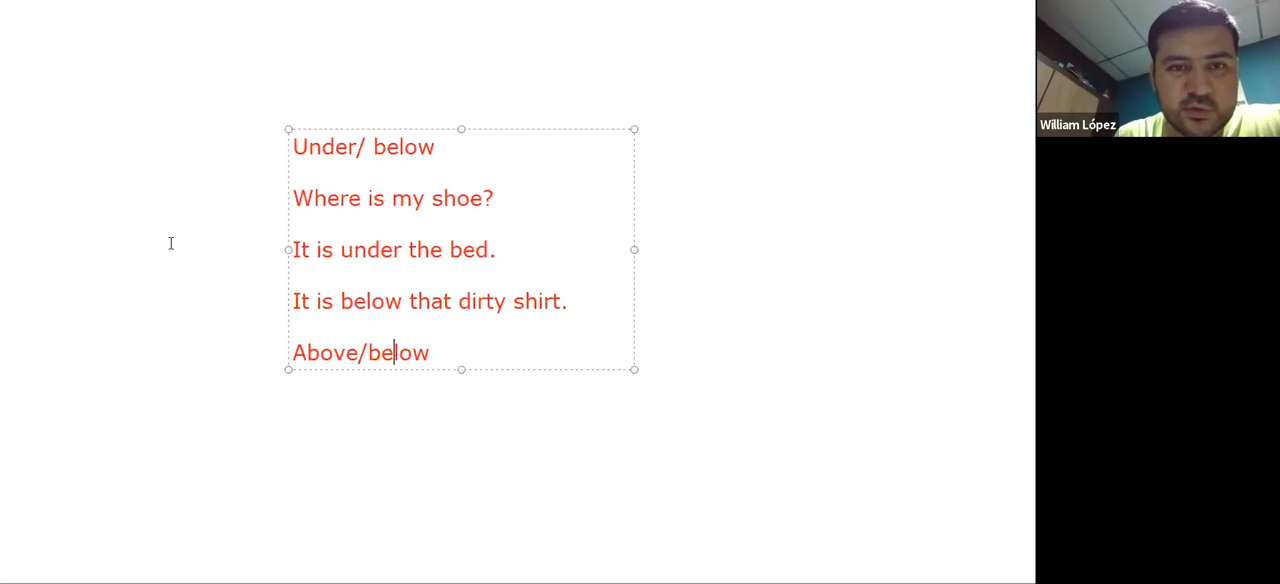 Under/ below
Where is my shoe?
It is under the bed.
It is below that dirty shirt.
Above/below
William López